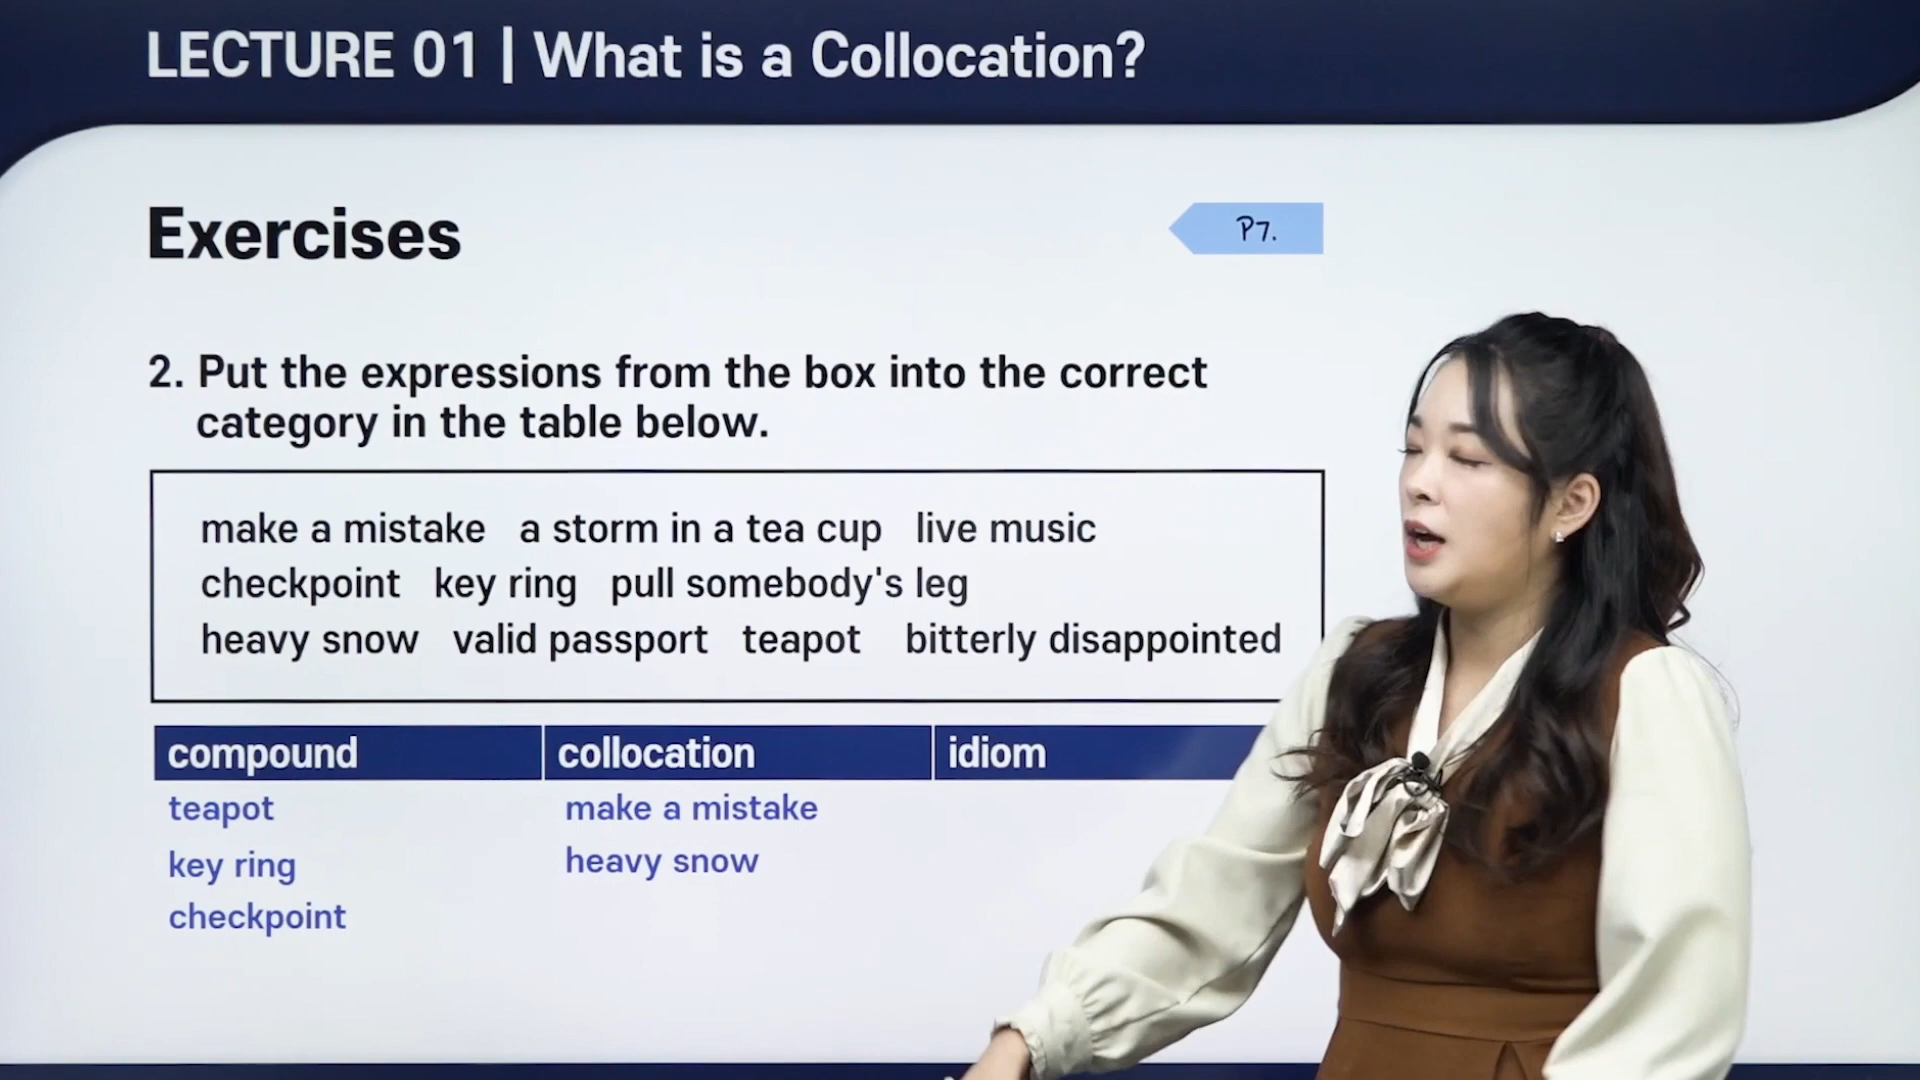 LECTURE 01 | What is a Collocation?
Exercises
P7.
2. Put the expressions from the box into the correct
category in the table below.
make a mistake a storm in a tea cup live music
checkpoint key ring pull somebody's leg
heavy snow valid passport teapot bitterly disappointed
compound collocation idiom
teapot make a mistake
key ring heavy snow
checkpoint